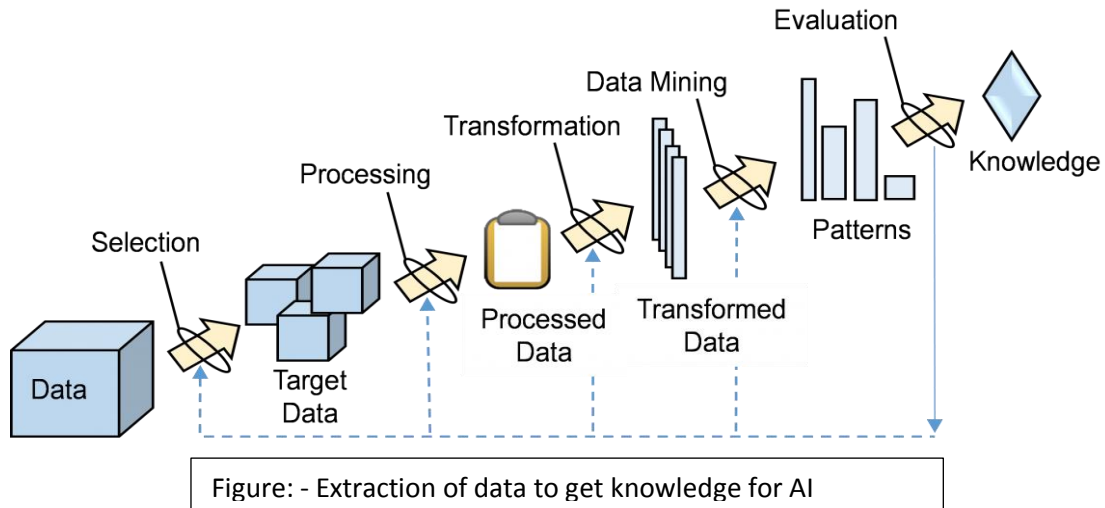 Evaluation
Data Mining
Transformation
Processing
Selection
Knowledge
Patterns
Transformed
Data
Processed
Data
Target
Data
Data
Figure: - Extraction of data to get knowledge for AI